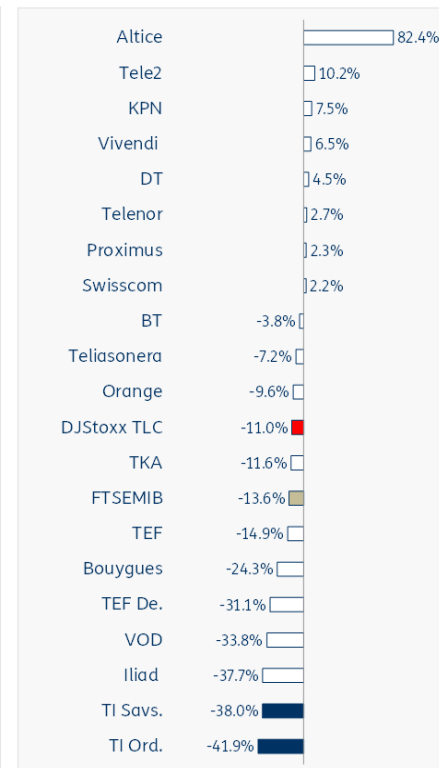 Altice 82.4%
Tele2 10.2%
KPN 7.5%
Vivendi 6.5%
DT 4.5%
Telenor 2.7%
Proximus 2.3%
Swisscom 2.2%
BT -3.8%
Teliasonera -7.2%
Orange -9.6%
DJStoxx TLC -11.0%
TKA -11.6%
FTSEMIB -13.6%
TEF -14.9%
Bouygues -24.3%
TEF De. -31.1%
VOD -33.8%
Iliad -37.7%
TI Savs. -38.0%
TI Ord. -41.9%